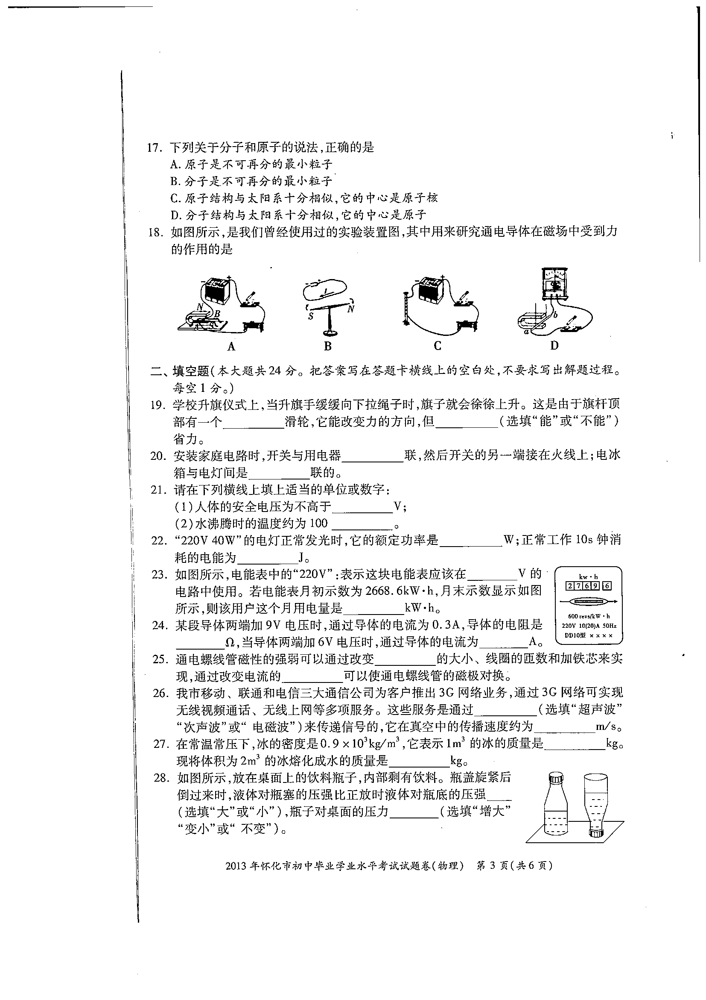 17. 下列关于分子和原子的说法,正确的是
A. 原子是不可再分的最小粒子
B. 分子是不可再分的最小粒子
C. 原子结构与太阳系十分相似,它的中心是原子核
D. 分子结构与太阳系十分相似,它的中心是原子
18. 如图所示,是我们曾经使用过的实验装置图,其中用来研究通电导体在磁场中受到力
的作用的是
N B A
I S N
a b
A B C D
二、填空题(本大题共24分。把答案写在答题卡横线上的空白处,不要求写出解题过程。
每空1分。)
19. 学校升旗仪式上,当升旗手缓缓向下拉绳子时,旗子就会徐徐上升。这是由于旗杆顶
部有一个__________滑轮,它能改变力的方向,但__________(选填“能”或“不能”)
省力。
20. 安装家庭电路时,开关与用电器__________联,然后开关的另一端接在火线上;电冰
箱与电灯间是__________联的。
21. 请在下列横线上填上适当的单位或数字:
(1)人体的安全电压为不高于__________V;
(2)水沸腾时的温度约为100 __________。
22. “220V 40W”的电灯正常发光时,它的额定功率是__________W;正常工作10s钟消
耗的电能为__________J。
23. 如图所示,电能表中的“220V”:表示这块电能表应该在________V的
电路中使用。若电能表月初示数为2668.6kW·h,月末示数显示如图
所示,则该用户这个月用电量是__________kW·h。
kw·h
2 7 6 9 6
600 revs/kW·h
220V 10(20)A 50Hz
DD10型 ××××
24. 某段导体两端加9V电压时,通过导体的电流为0.3A,导体的电阻是
________Ω,当导体两端加6V电压时,通过导体的电流为________A。
25. 通电螺线管磁性的强弱可以通过改变__________的大小、线圈的匝数和加铁芯来实
现,通过改变电流的__________可以使通电螺线管的磁极对换。
26. 我市移动、联通和电信三大通信公司为客户推出3G网络业务,通过3G网络可实现
无线视频通话、无线上网等多项服务。这些服务是通过__________(选填“超声波”
“次声波”或“ 电磁波”)来传递信号的,它在真空中的传播速度约为__________m/s。
27. 在常温常压下,冰的密度是0.9×10³kg/m³,它表示1m³的冰的质量是__________kg。
现将体积为2m³的冰熔化成水的质量是__________kg。
28. 如图所示,放在桌面上的饮料瓶子,内部剩有饮料。瓶盖旋紧后
倒过来时,液体对瓶塞的压强比正放时液体对瓶底的压强____
(选填“大”或“小”),瓶子对桌面的压力________(选填“增大”
“变小”或“ 不变”)。
2013年怀化市初中毕业学业水平考试试题卷(物理) 第3页(共6页)